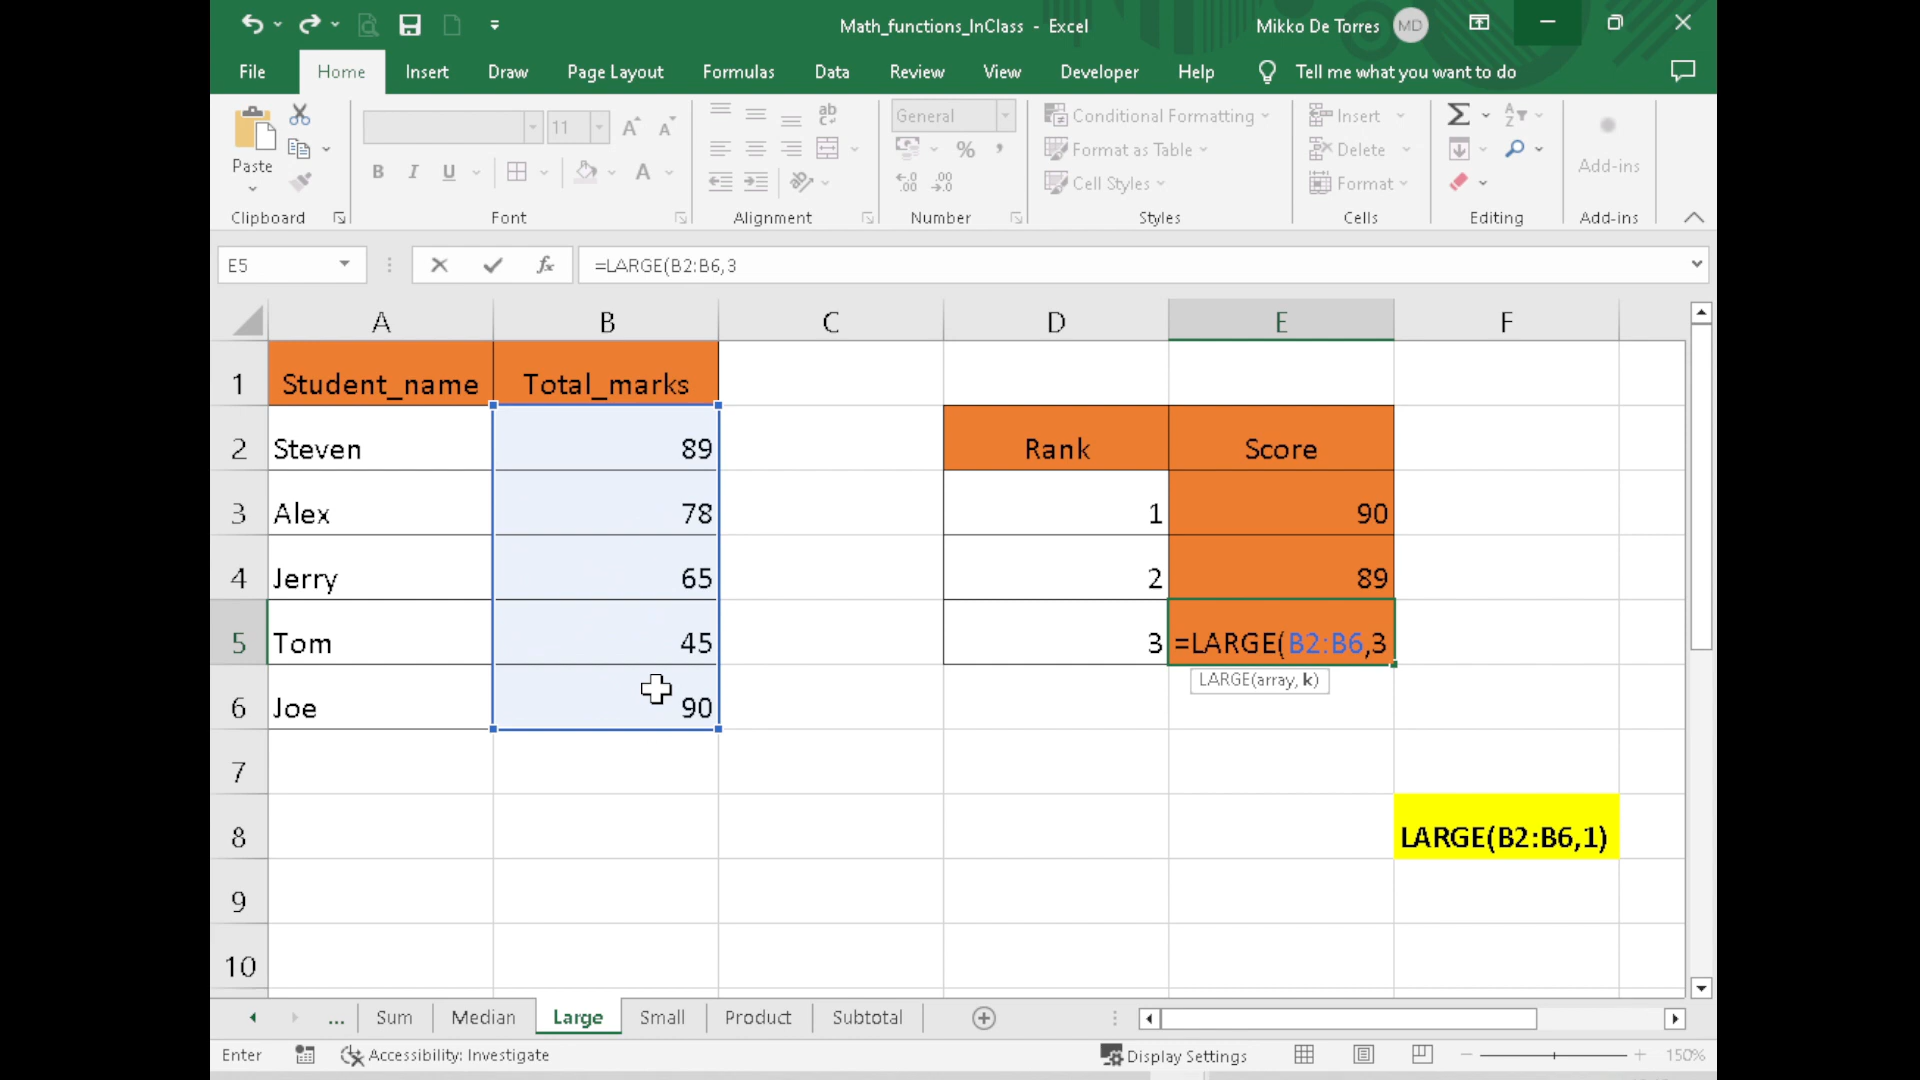 Math_functions_InClass - Excel
Mikko De Torres MD
File Home Insert Draw Page Layout Formulas Data Review View Developer Help Tell me what you want to do
Paste
11
General
Conditional Formatting
Format as Table
Cell Styles
Insert
Delete
Format
Add-ins
Clipboard Font Alignment Number Styles Cells Editing Add-ins
E5
=LARGE(B2:B6,3
A B C D E F
1 Student_name Total_marks
2 Steven 89 Rank Score
3 Alex 78 1 90
4 Jerry 65 2 89
5 Tom 45 3 =LARGE(B2:B6,3
LARGE(array, k)
6 Joe 90
7
8 LARGE(B2:B6,1)
9
10
... Sum Median Large Small Product Subtotal
Enter Accessibility: Investigate Display Settings 150%